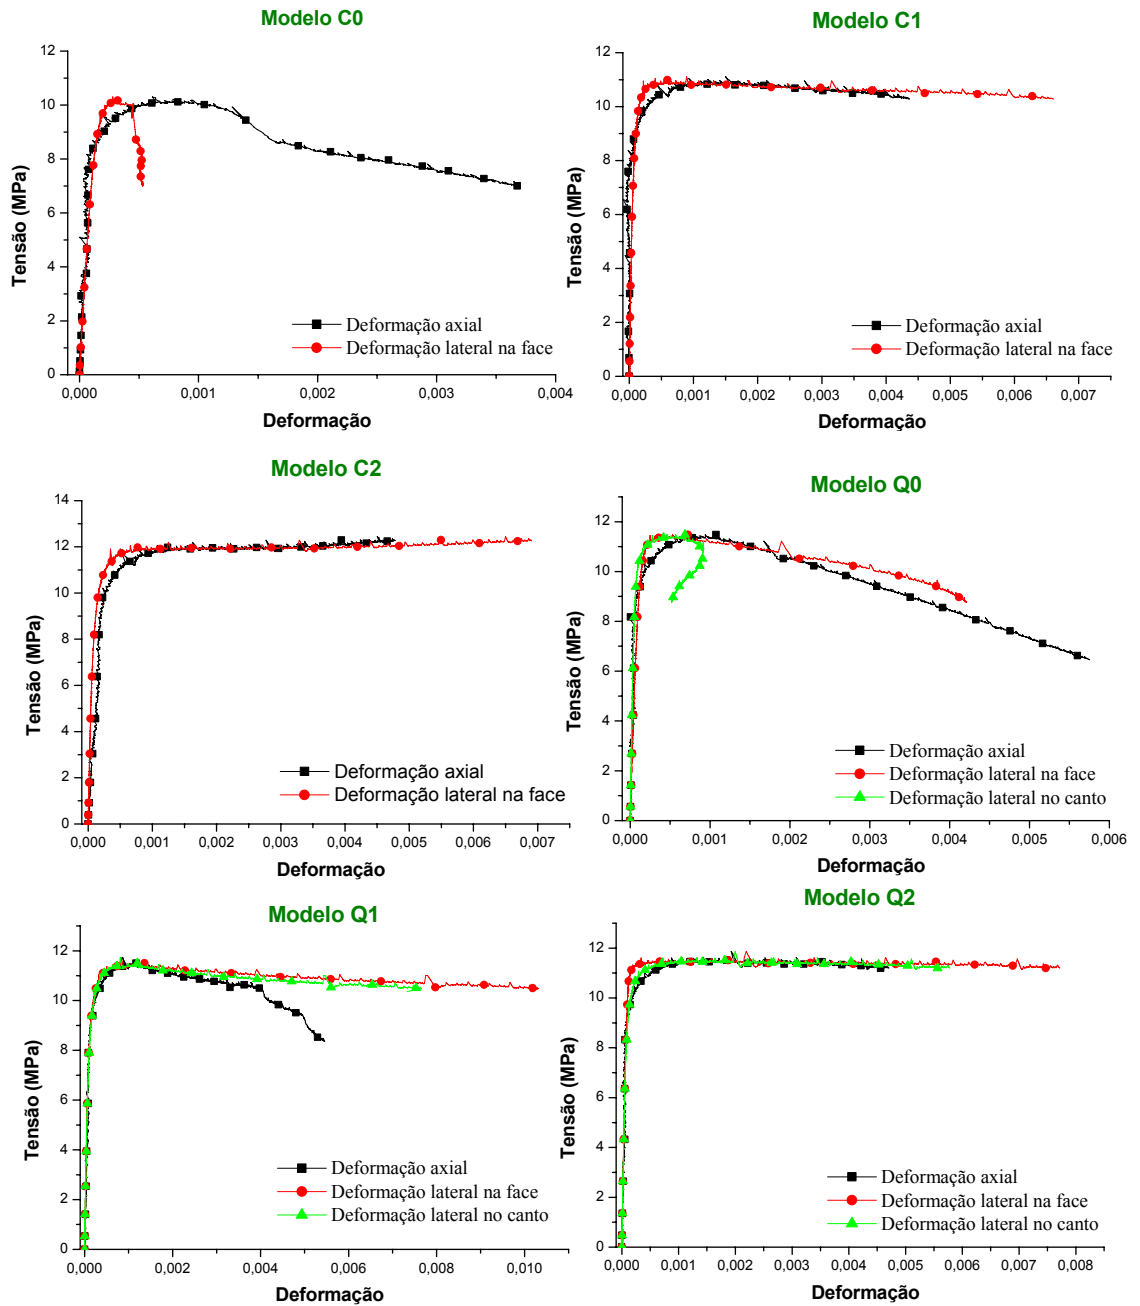 Modelo C0
12
10
8
6
4
2
0
Tensão (MPa)
0,000
0,001
0,002
0,003
0,004
Deformação
Deformação axial
Deformação lateral na face
Modelo C1
12
10
8
6
4
2
0
Tensão (MPa)
0,000
0,001
0,002
0,003
0,004
0,005
0,006
0,007
Deformação
Deformação axial
Deformação lateral na face
Modelo C2
14
12
10
8
6
4
2
0
Tensão (MPa)
0,000
0,001
0,002
0,003
0,004
0,005
0,006
0,007
Deformação
Deformação axial
Deformação lateral na face
Modelo Q0
12
10
8
6
4
2
0
Tensão (MPa)
0,000
0,001
0,002
0,003
0,004
0,005
0,006
Deformação
Deformação axial
Deformação lateral na face
Deformação lateral no canto
Modelo Q1
12
10
8
6
4
2
0
Tensão (MPa)
0,000
0,002
0,004
0,006
0,008
0,010
Deformação
Deformação axial
Deformação lateral na face
Deformação lateral no canto
Modelo Q2
12
10
8
6
4
2
0
Tensão (MPa)
0,000
0,001
0,002
0,003
0,004
0,005
0,006
0,007
0,008
Deformação
Deformação axial
Deformação lateral na face
Deformação lateral no canto